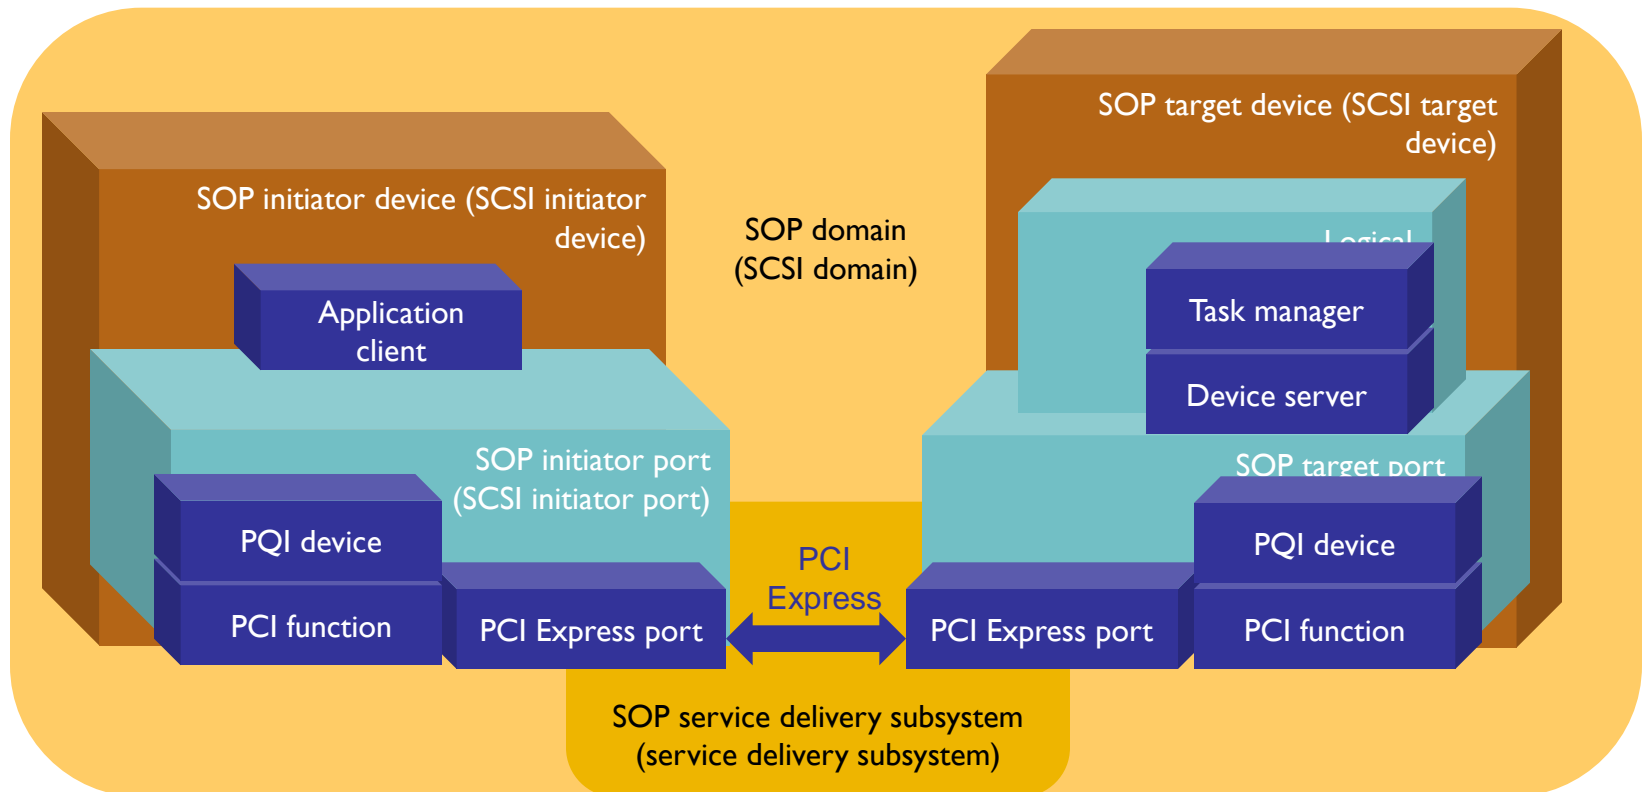 SOP target device (SCSI target
device)
SOP initiator device (SCSI initiator
device)
SOP domain
(SCSI domain)
Logical
Task manager
Application
client
Device server
SOP initiator port
(SCSI initiator port)
SOP target port
PQI device
PCI function
PCI Express port
PCI
Express
PCI Express port
PQI device
PCI function
SOP service delivery subsystem
(service delivery subsystem)